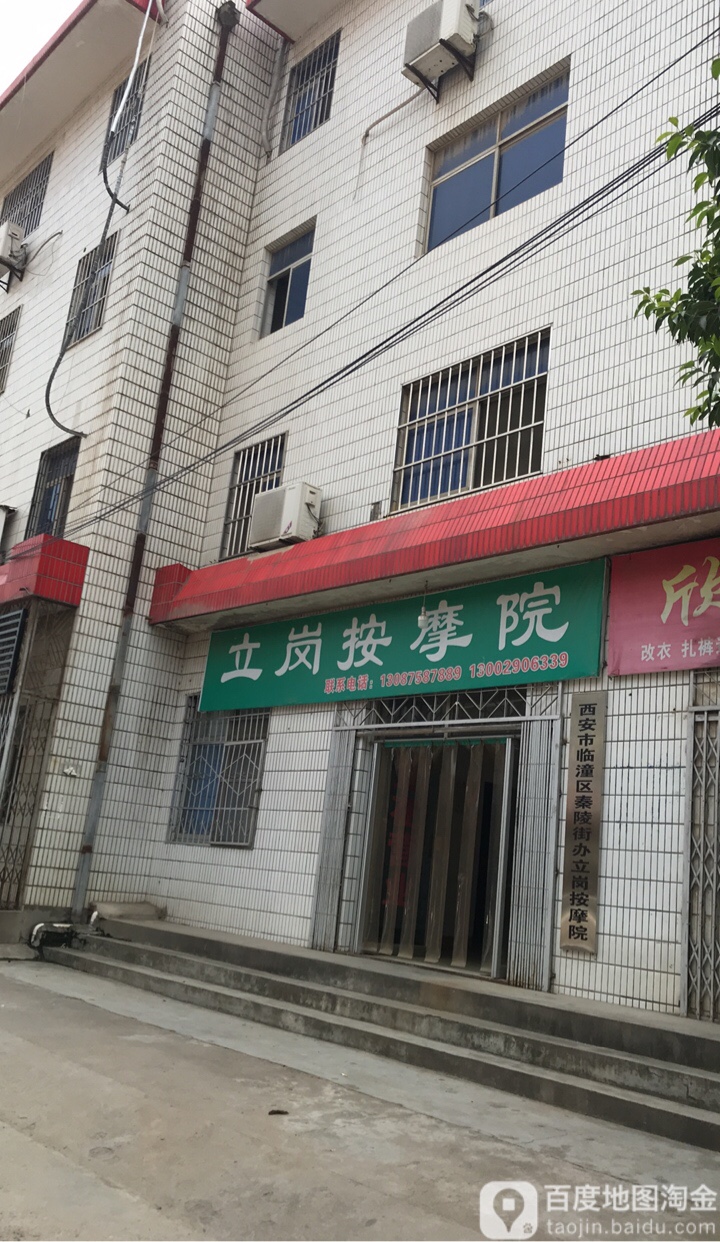 立岗按摩院
联系电话：13087587889 13002906339
欣
改衣 扎裤
西安市临潼区秦陵街办立岗按摩院
百度地图淘金
taojin.baidu.com